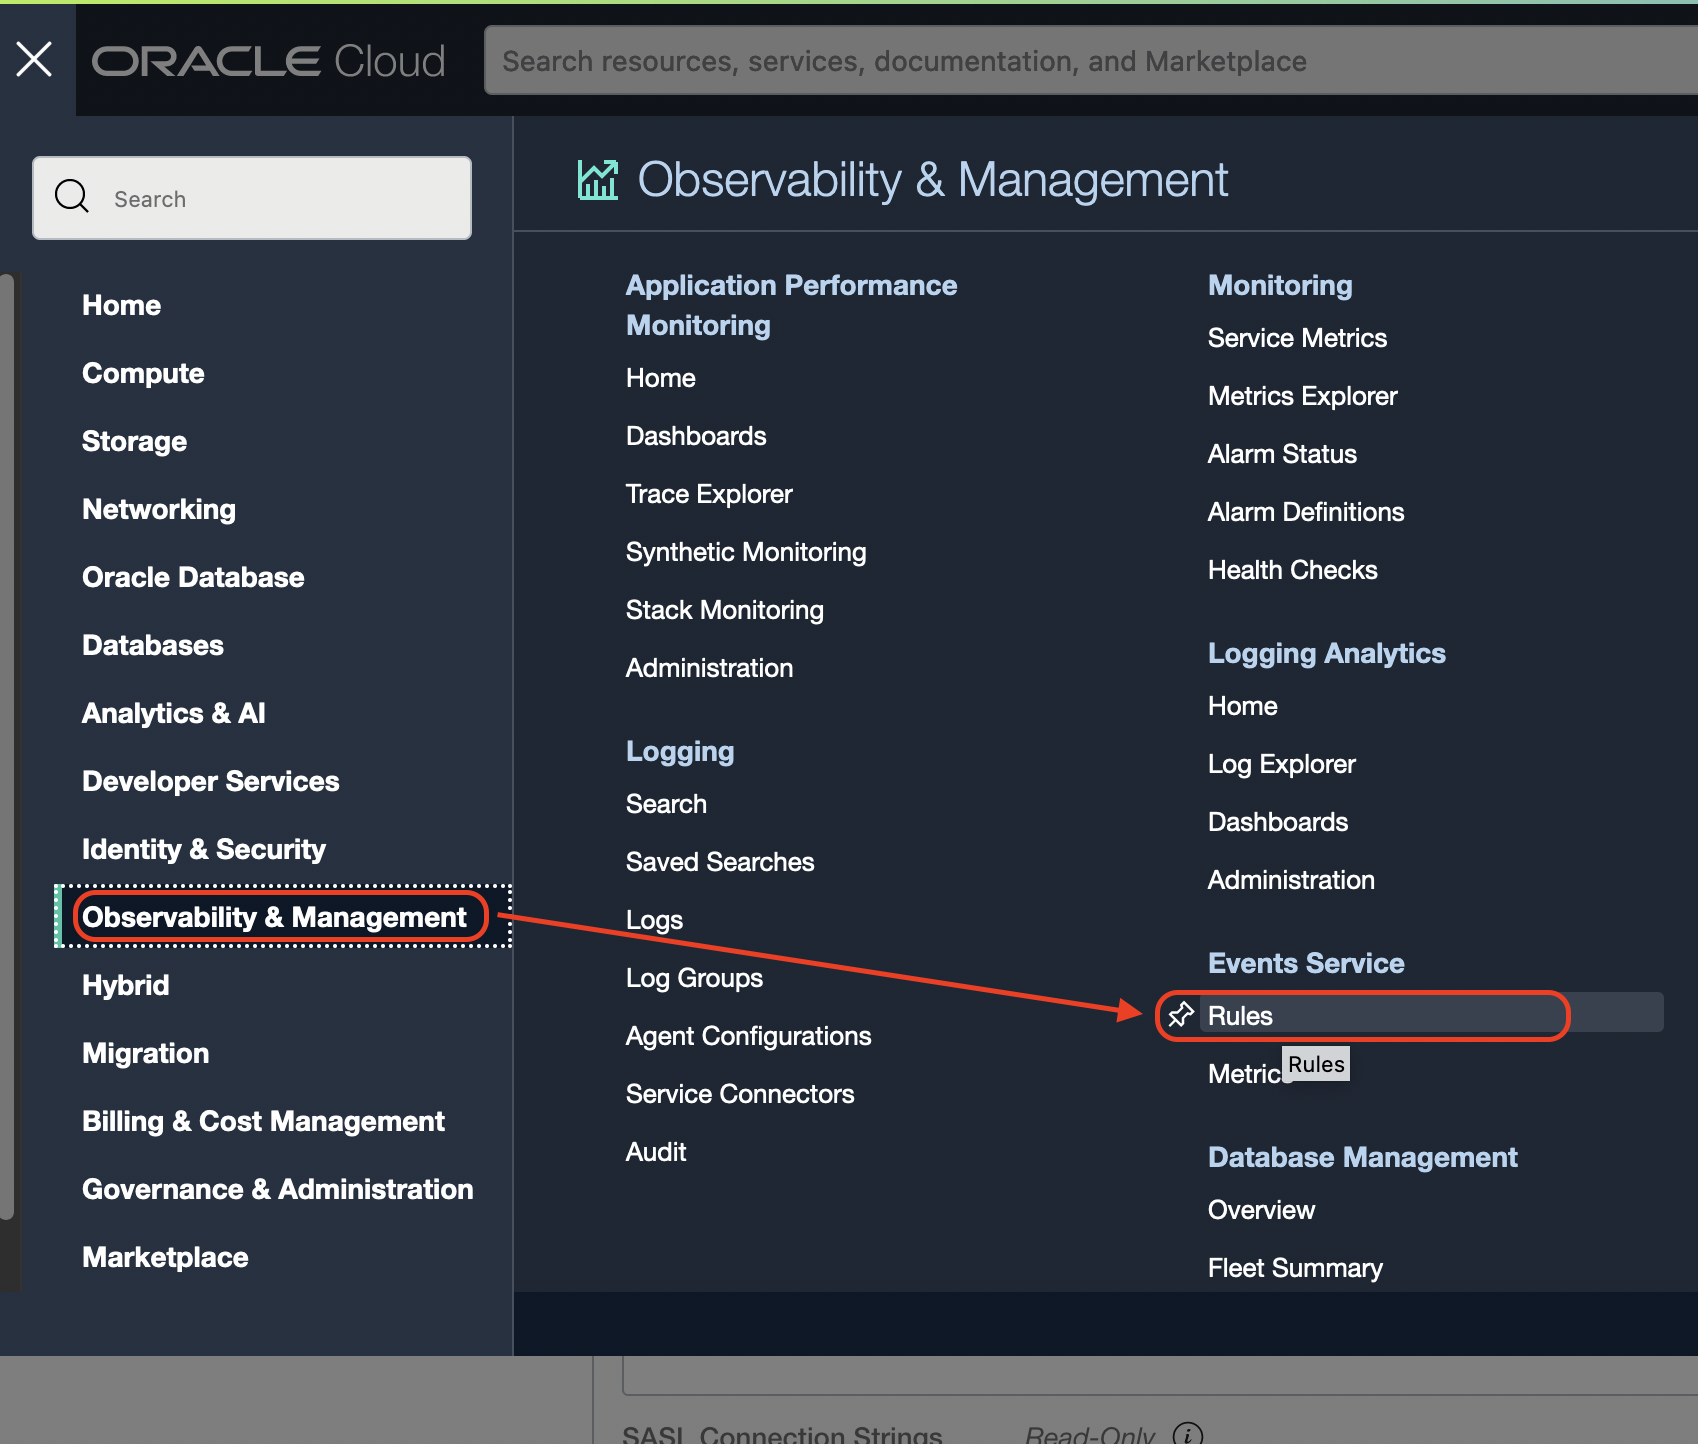 ORACLE Cloud
Search resources, services, documentation, and Marketplace
Search
Home
Compute
Storage
Networking
Oracle Database
Databases
Analytics & AI
Developer Services
Identity & Security
Observability & Management
Hybrid
Migration
Billing & Cost Management
Governance & Administration
Marketplace
Observability & Management
Application Performance
Monitoring
Home
Dashboards
Trace Explorer
Synthetic Monitoring
Stack Monitoring
Administration
Logging
Search
Saved Searches
Logs
Log Groups
Agent Configurations
Service Connectors
Audit
Monitoring
Service Metrics
Metrics Explorer
Alarm Status
Alarm Definitions
Health Checks
Logging Analytics
Home
Log Explorer
Dashboards
Administration
Events Service
Rules
Rules
Metrics
Database Management
Overview
Fleet Summary
SASL Connection Strings Read-Only i